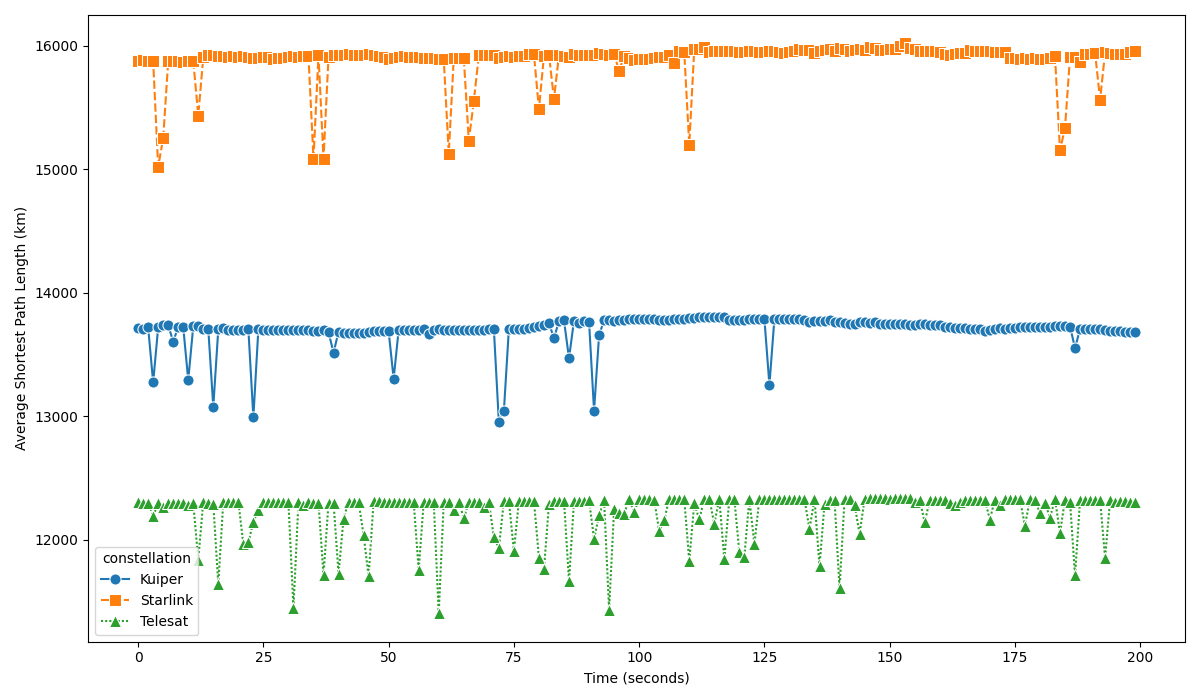 16000
15000
14000
13000
12000
Average Shortest Path Length (km)
constellation
Kuiper
Starlink
Telesat
0 25 50 75 100 125 150 175 200
Time (seconds)